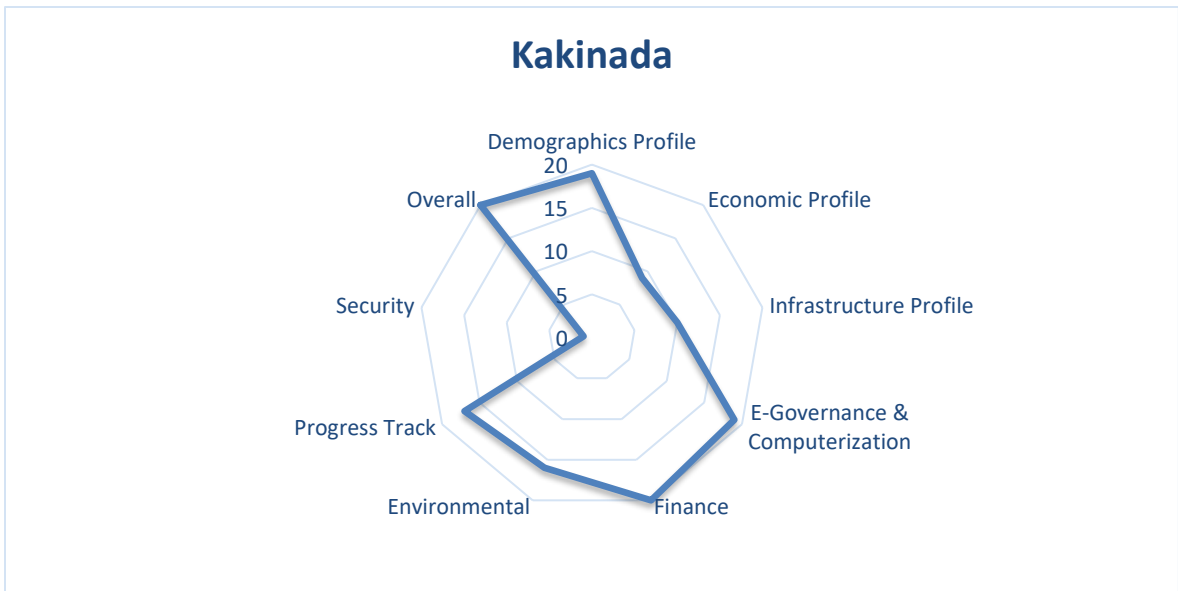 Kakinada
Demographics Profile
20
Overall
Economic Profile
15
10
5
Security
Infrastructure Profile
0
E-Governance &
Computerization
Progress Track
Environmental
Finance